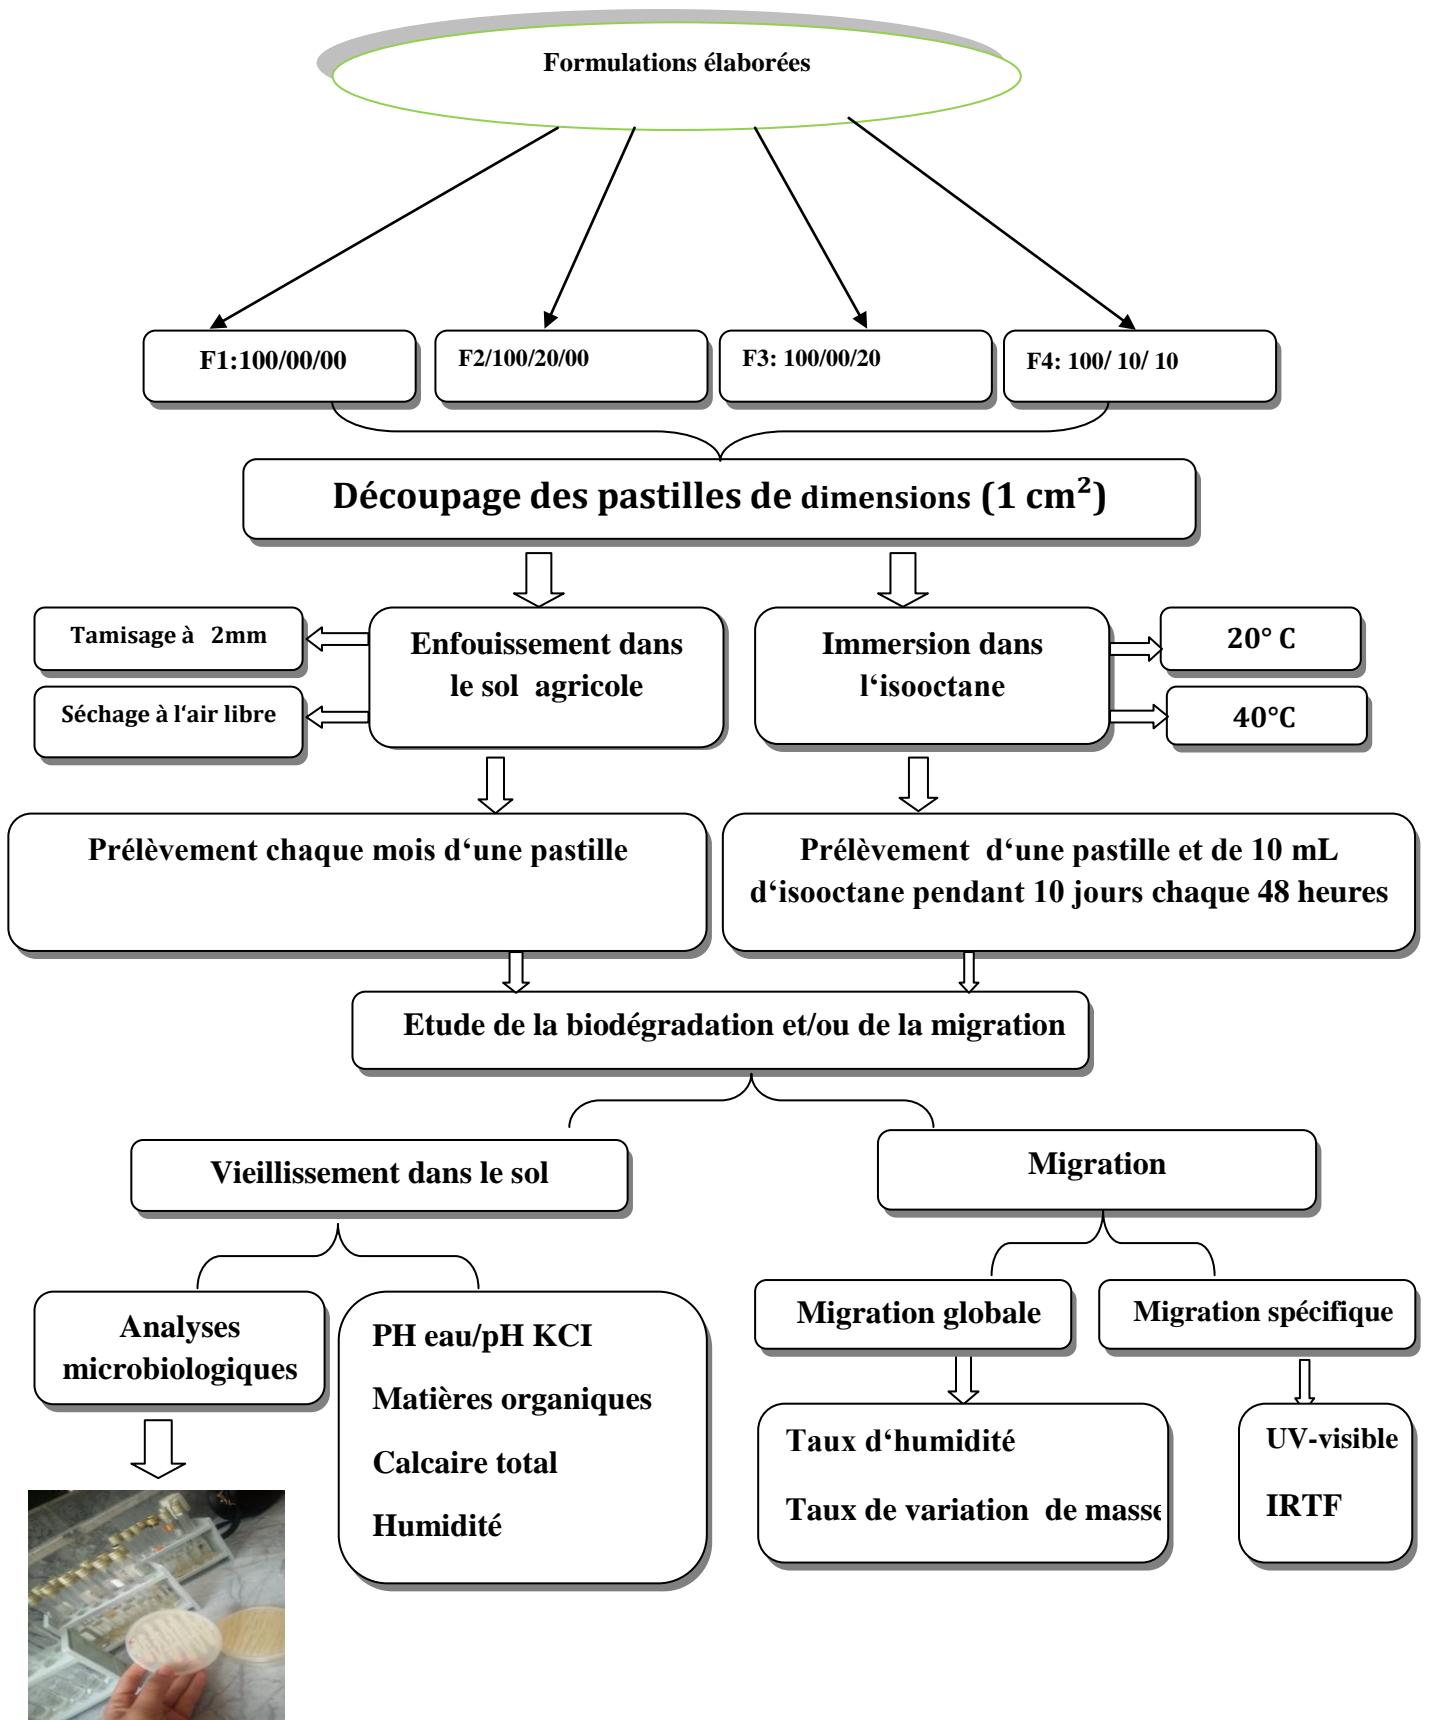 Formulations élaborées
F1:100/00/00
F2/100/20/00
F3: 100/00/20
F4: 100/ 10/ 10
Découpage des pastilles de dimensions (1 cm²)
Tamisage à 2mm
Séchage à l'air libre
Enfouissement dans
le sol agricole
Immersion dans
l‘isooctane
20° C
40°C
Prélèvement chaque mois d‘une pastille
Prélèvement d‘une pastille et de 10 mL
d‘isooctane pendant 10 jours chaque 48 heures
Etude de la biodégradation et/ou de la migration
Vieillissement dans le sol
Migration
Analyses
microbiologiques
PH eau/pH KCI
Matières organiques
Calcaire total
Humidité
Migration globale
Migration spécifique
Taux d‘humidité
Taux de variation de masse
UV-visible
IRTF